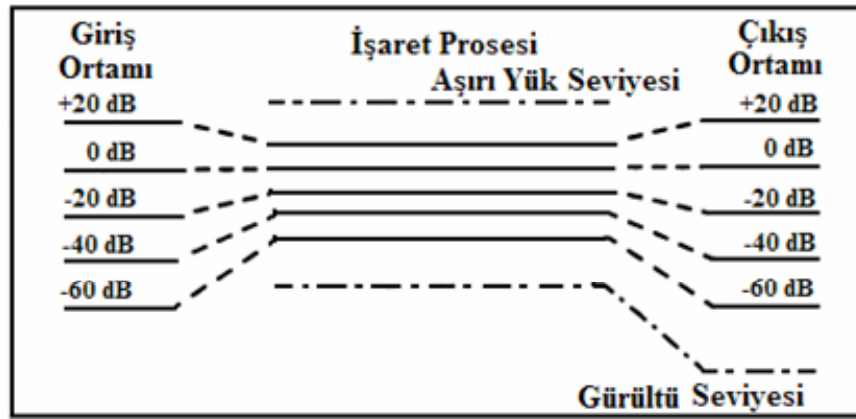 Giriş
Ortamı
+20 dB
0 dB
-20 dB
-40 dB
-60 dB
İşaret Prosesi
Aşırı Yük Seviyesi
Çıkış
Ortamı
+20 dB
0 dB
-20 dB
-40 dB
-60 dB
Gürültü Seviyesi